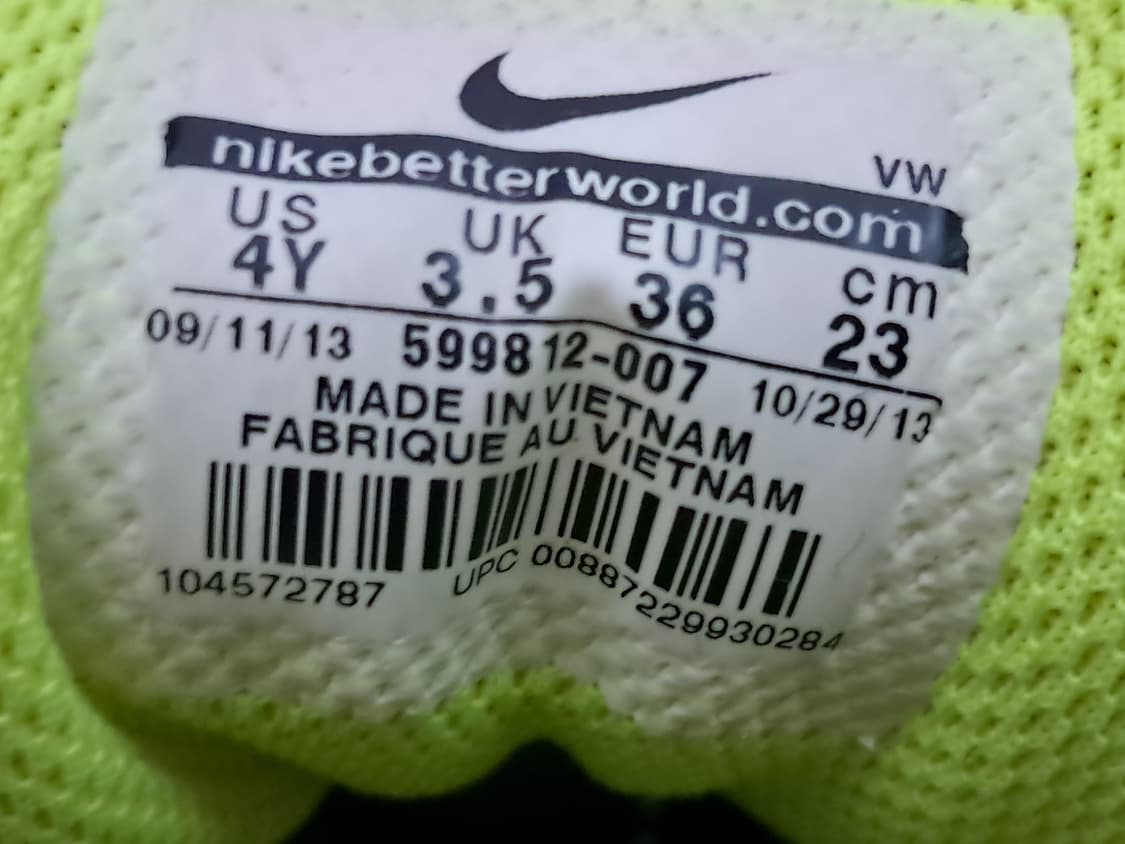 VW
nikebetterworld.com
US UK EUR cm
4Y 3.5 36 23
09/11/13 599812-007 10/29/13
MADE IN VIETNAM
FABRIQUE AU VIETNAM
104572787 UPC 00887229930284